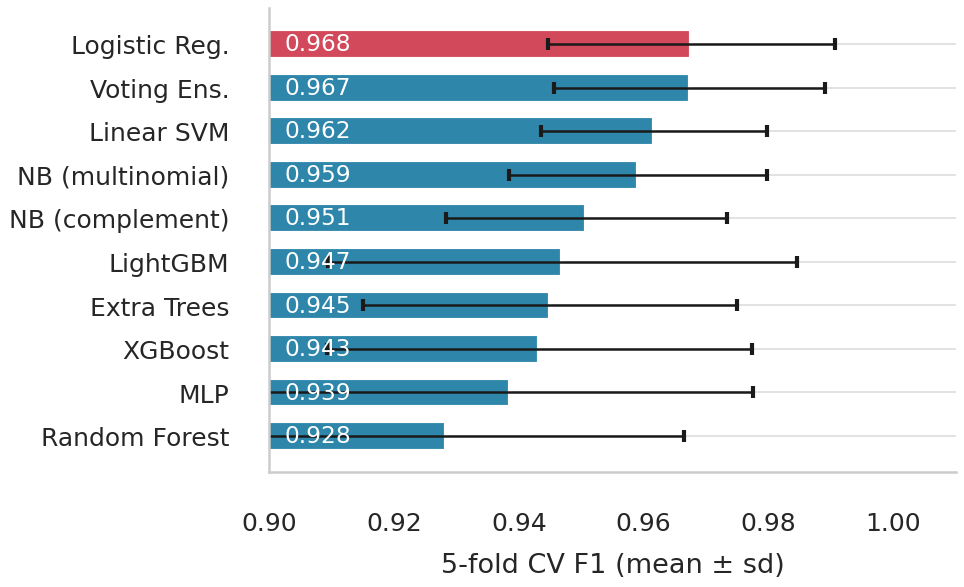 Logistic Reg. 0.968
Voting Ens. 0.967
Linear SVM 0.962
NB (multinomial) 0.959
NB (complement) 0.951
LightGBM 0.947
Extra Trees 0.945
XGBoost 0.943
MLP 0.939
Random Forest 0.928
0.90 0.92 0.94 0.96 0.98 1.00
5-fold CV F1 (mean ± sd)